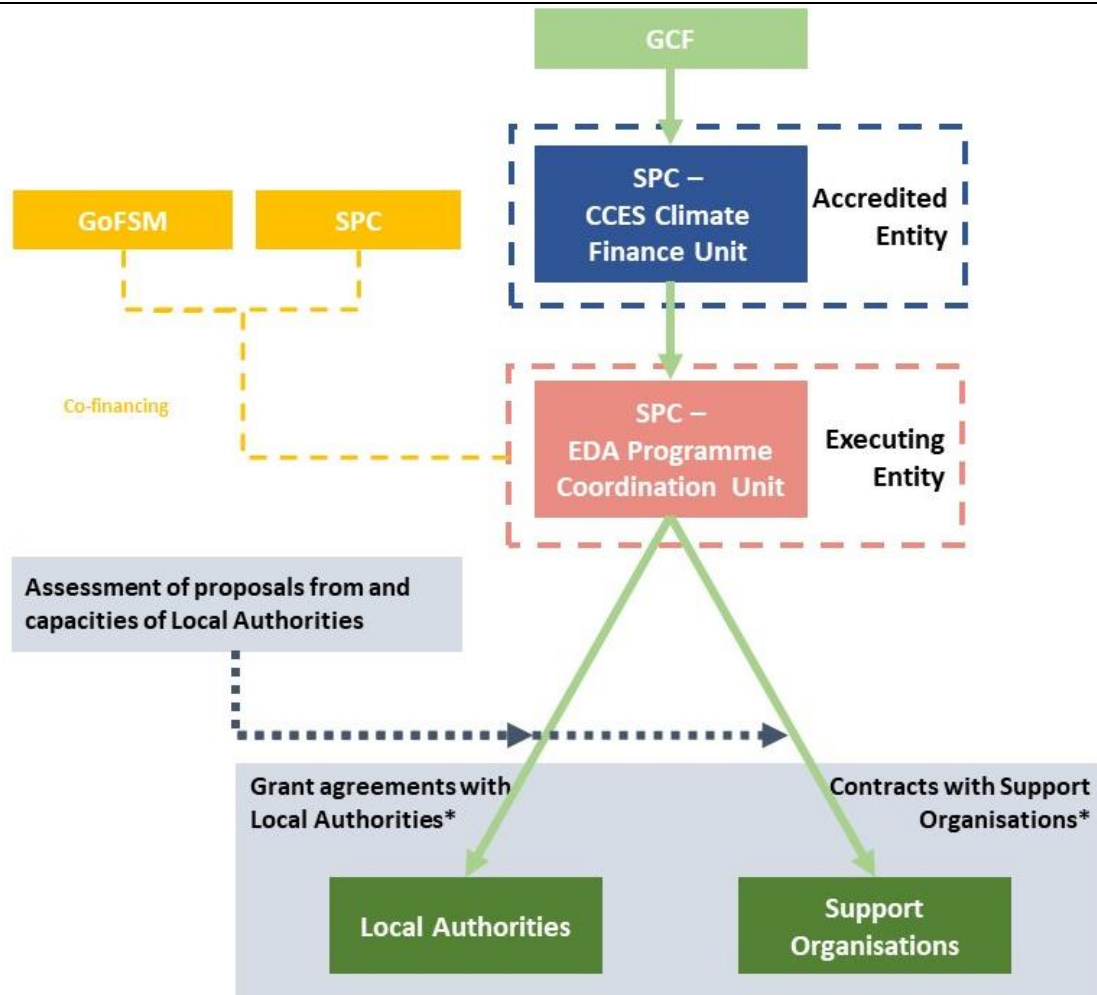 GCF
SPC –
CCES Climate
Finance Unit
Accredited
Entity
GoFSM
SPC
Co-financing
SPC –
EDA Programme
Coordination Unit
Executing
Entity
Assessment of proposals from and
capacities of Local Authorities
Grant agreements with
Local Authorities*
Contracts with Support
Organisations*
Local Authorities
Support
Organisations